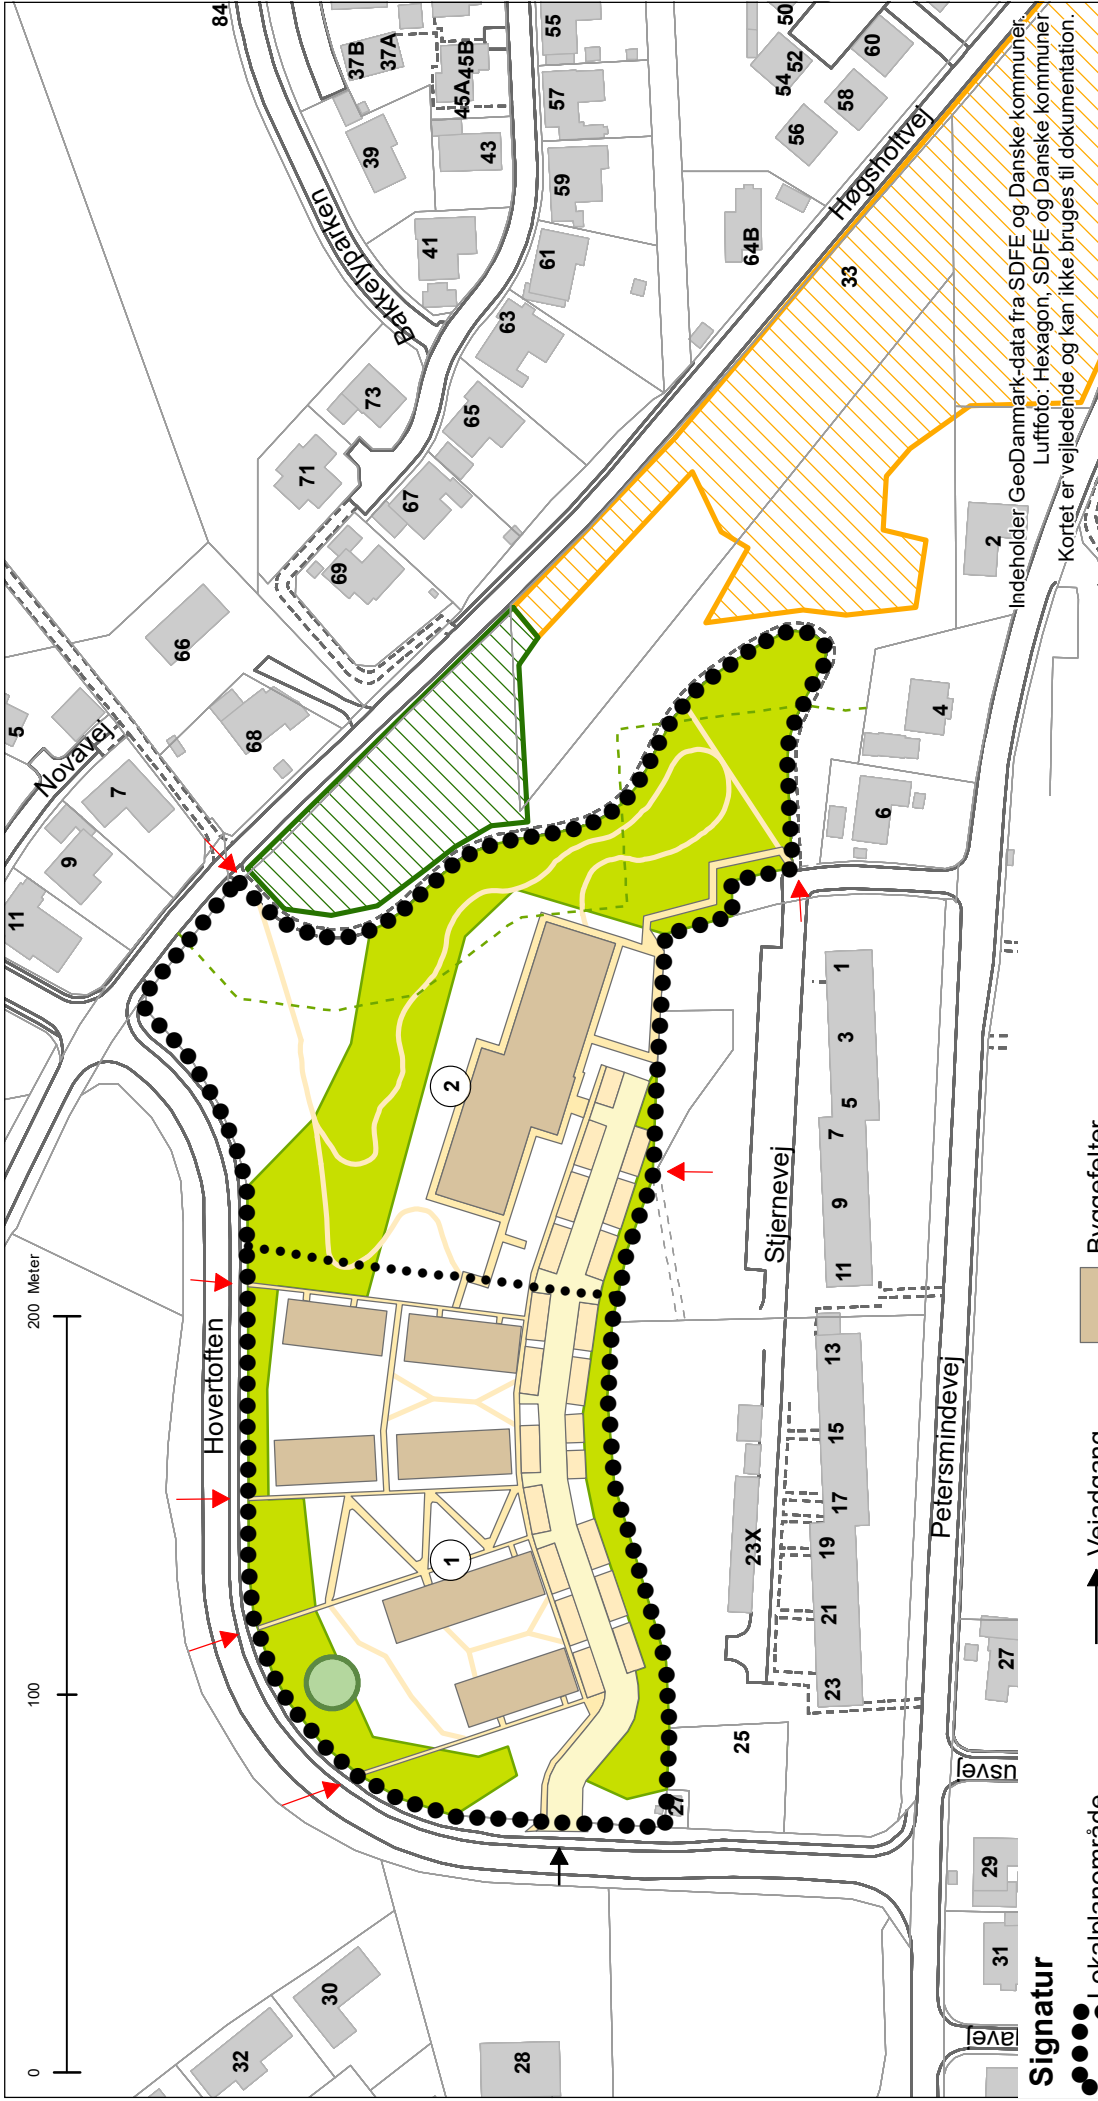 84
37B
37A
45A
45B
55
50
52
54
60
58
56
57
39
43
59
41
61
64B
Bakkelyparken
Høgsholtvej
33
63
73
65
71
67
69
66
68
5
Novavej
7
9
11
2
4
6
2
1
1
3
5
7
9
11
13
15
17
19
21
23
23X
25
27
27
29
31
28
30
32
Stjernevej
Petersmindevej
Hovertoften
usvej
0
100
200 Meter
Indeholder GeoDanmark-data fra SDFE og Danske kommuner.
Luftfoto: Hexagon, SDFE og Danske kommuner
Kortet er vejledende og kan ikke bruges til dokumentation.
Signatur
Lokalplanområde
Vejadgang
Byggefelter